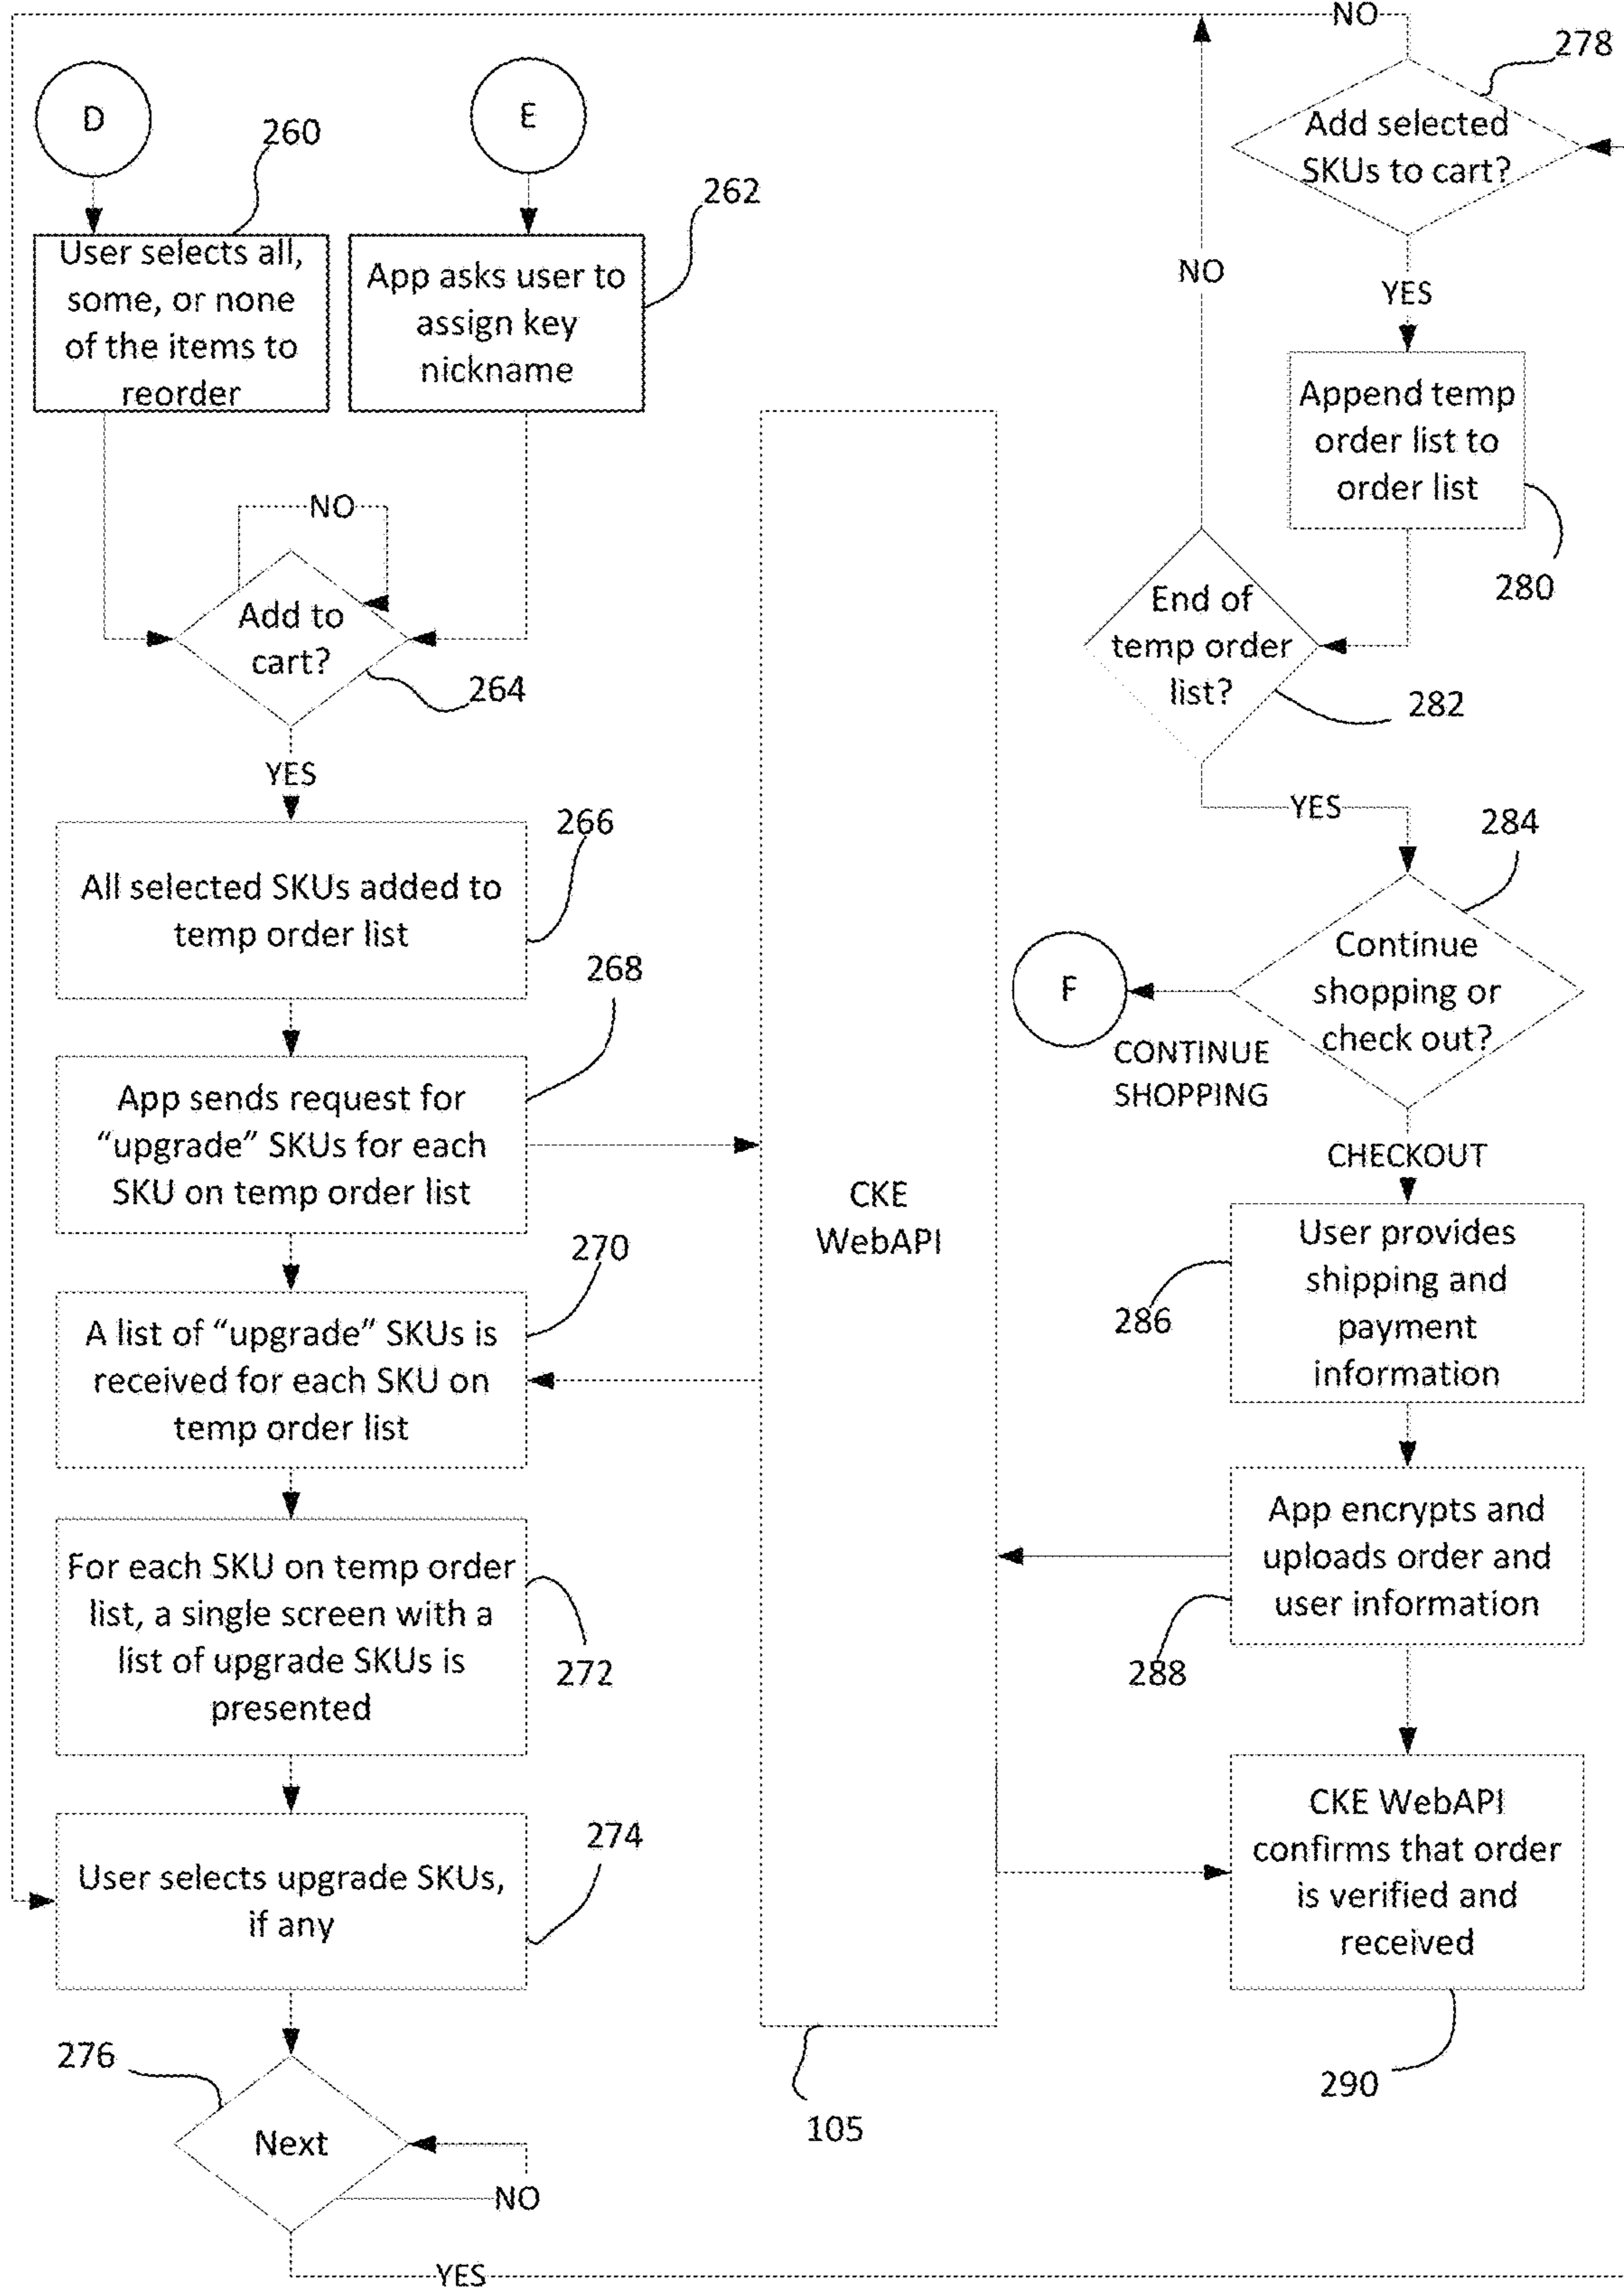 NO
278
D
E
260
Add selected
SKUs to cart?
262
User selects all,
some, or none
of the items to
reorder
App asks user to
assign key
nickname
NO
YES
Append temp
order list to
order list
280
NO
Add to
cart?
264
End of
temp order
list?
282
YES
YES
266
284
All selected SKUs added to
temp order list
268
Continue
shopping or
check out?
F
CONTINUE
SHOPPING
App sends request for
“upgrade” SKUs for each
SKU on temp order list
CHECKOUT
CKE
WebAPI
270
User provides
shipping and
payment
information
286
A list of “upgrade” SKUs is
received for each SKU on
temp order list
App encrypts and
uploads order and
user information
288
For each SKU on temp order
list, a single screen with a
list of upgrade SKUs is
presented
272
CKE WebAPI
confirms that order
is verified and
received
274
User selects upgrade SKUs,
if any
276
290
105
Next
NO
YES